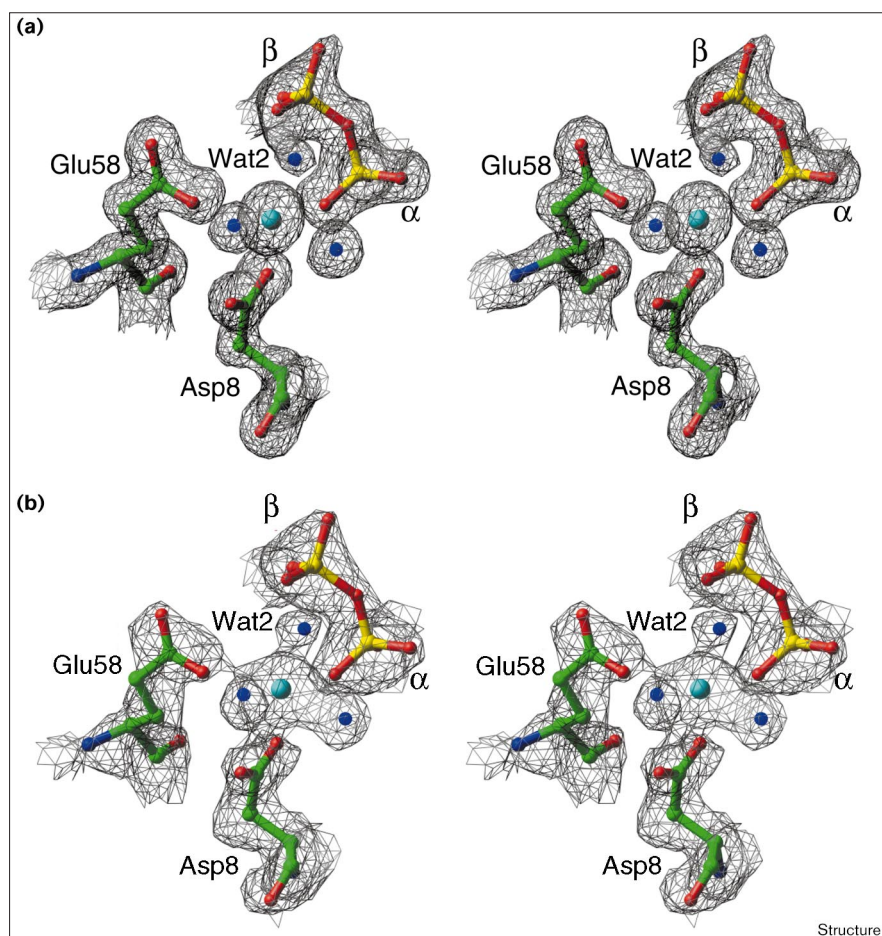 (a)
β β
Glu58 Wat2 Glu58 Wat2
α α
Asp8 Asp8
(b)
β β
Wat2 Wat2
Glu58 Glu58
α α
Asp8 Asp8
Structure